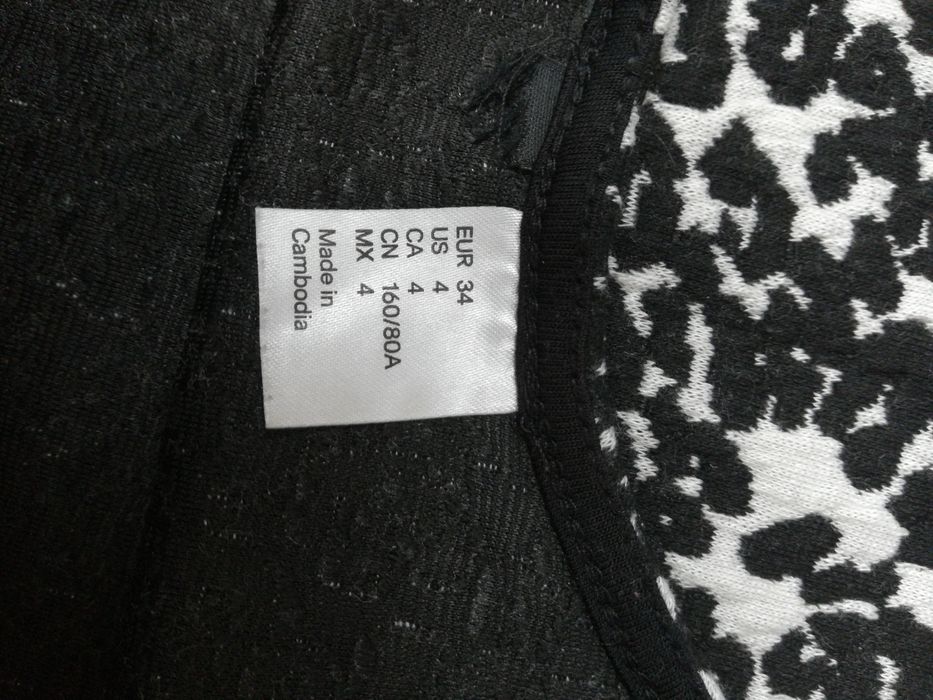 EUR 34
US 4
CA 4
CN 160/80A
MX 4
Made in
Cambodia